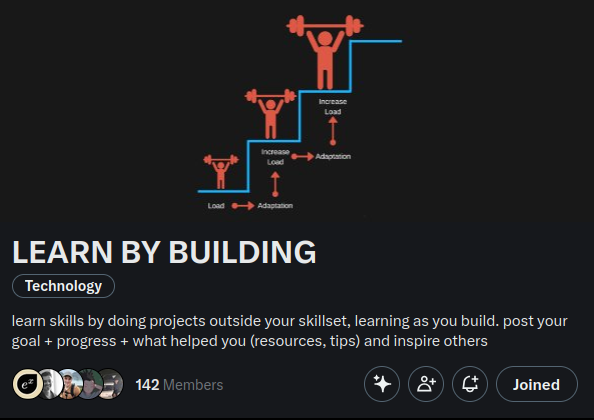 Increase
Load
Increase
Load
Adaptation
Load
Adaptation
LEARN BY BUILDING
Technology
learn skills by doing projects outside your skillset, learning as you build. post your
goal + progress + what helped you (resources, tips) and inspire others
eˣ
142 Members
Joined